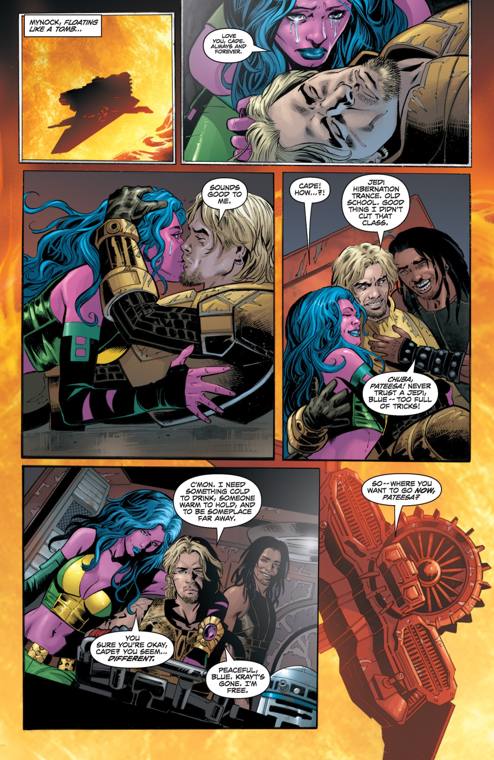 MYNOCK, FLOATING
LIKE A TOMB...
LOVE
YOU, CADE.
ALWAYS AND
FOREVER.
SOUNDS
GOOD TO
ME.
CADE!
HOW...?!
JEDI
HIBERNATION
TRANCE. OLD
SCHOOL. GOOD
THING I DIDN'T
CUT THAT
CLASS.
CHUBA,
PATEESA! NEVER
TRUST A JEDI,
BLUE -- TOO FULL
OF TRICKS!
C'MON. I NEED
SOMETHING COLD
TO DRINK, SOMEONE
WARM TO HOLD, AND
TO BE SOMEPLACE
FAR AWAY.
YOU
SURE YOU'RE OKAY,
CADE? YOU SEEM...
DIFFERENT.
PEACEFUL,
BLUE. KRAYT'S
GONE. I'M
FREE.
SO -- WHERE YOU
WANT TO GO NOW,
PATEESA?